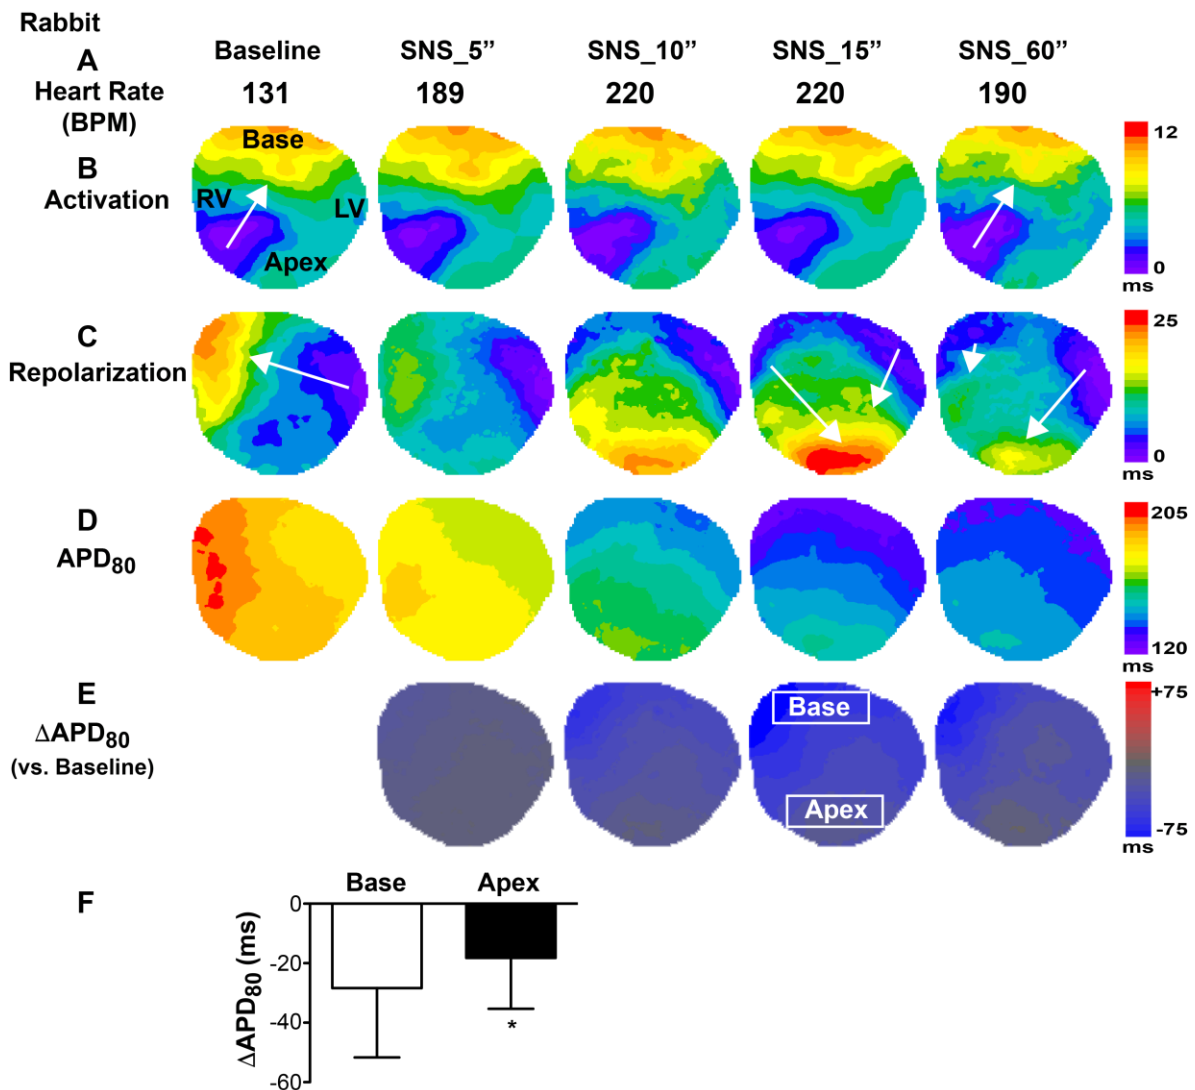 Rabbit
A
Heart Rate
(BPM)
Baseline SNS_5” SNS_10” SNS_15” SNS_60”
131 189 220 220 190
B
Activation
Base
RV
LV
Apex
12
0
ms
C
Repolarization
25
0
ms
D
APD80
205
120
ms
E
ΔAPD80
(vs. Baseline)
Base
Apex
+75
-75
ms
F
Base Apex
ΔAPD80 (ms)
0
-20
-40
-60
*